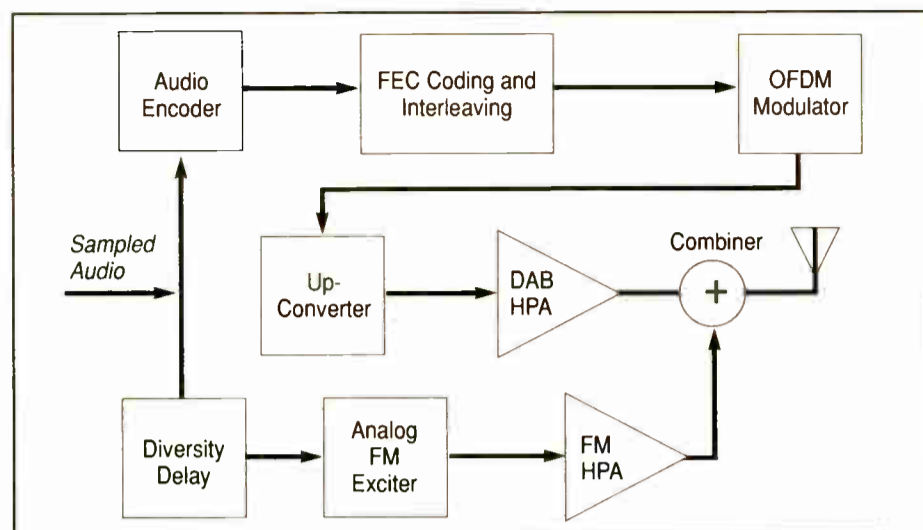 Audio
Encoder
FEC Coding and
Interleaving
OFDM
Modulator
Sampled
Audio
Up-
Converter
DAB
HPA
Combiner
+
Diversity
Delay
Analog
FM
Exciter
FM
HPA